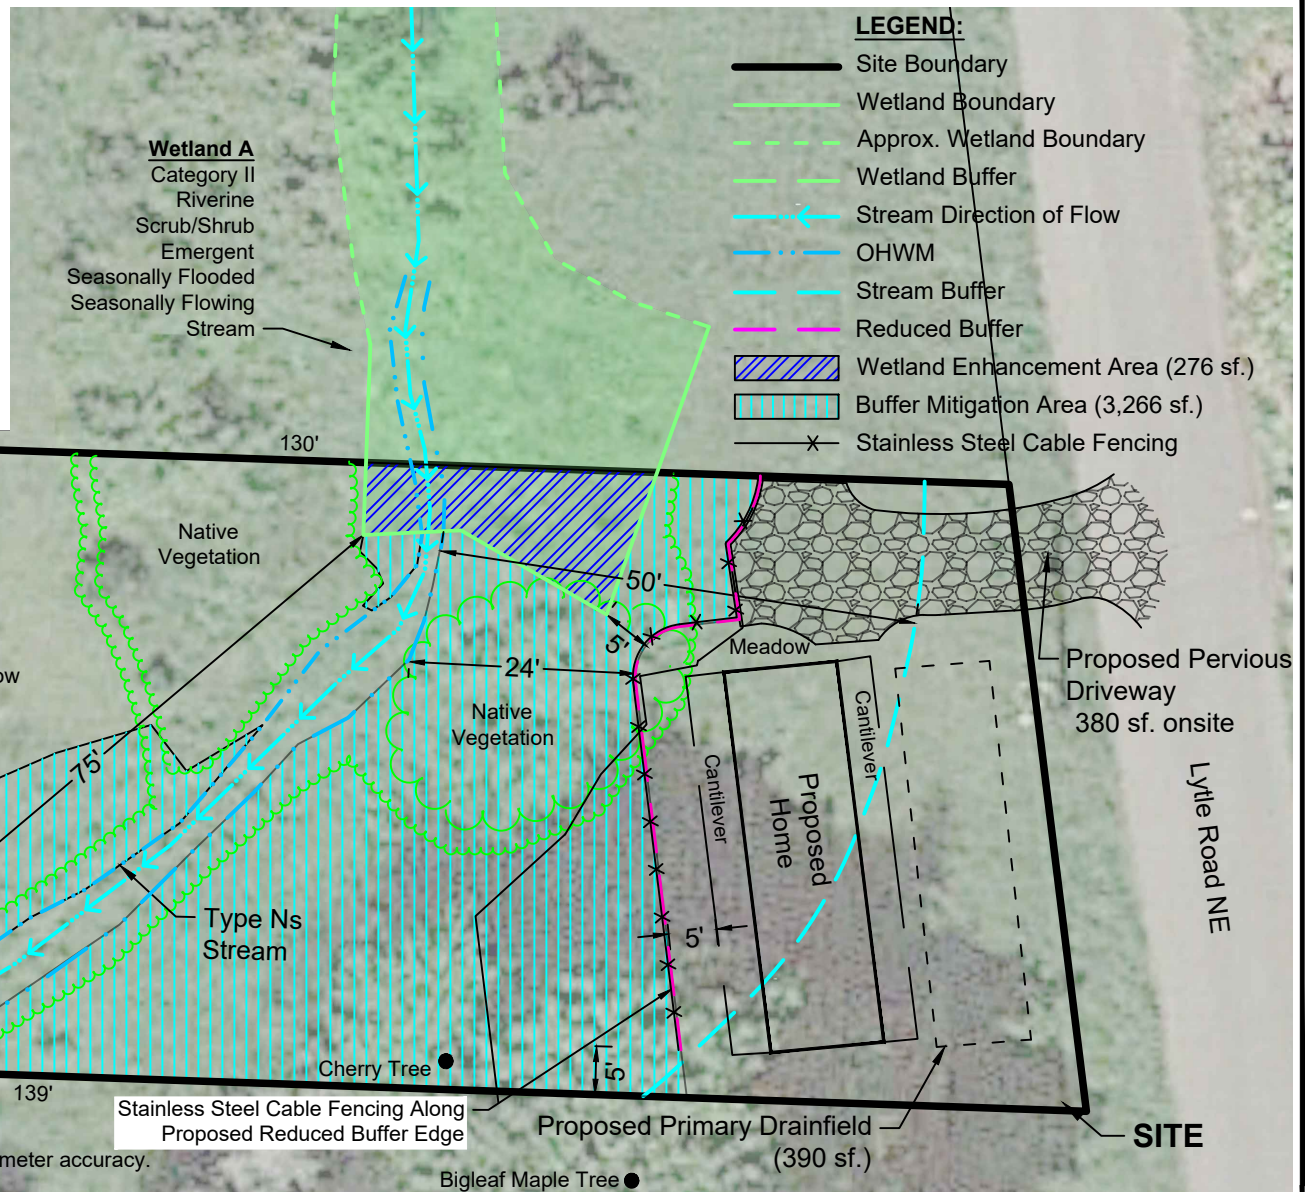 LEGEND:
Site Boundary
Wetland Boundary
Approx. Wetland Boundary
Wetland Buffer
Stream Direction of Flow
OHWM
Stream Buffer
Reduced Buffer
Wetland Enhancement Area (276 sf.)
Buffer Mitigation Area (3,266 sf.)
Stainless Steel Cable Fencing
Wetland A
Category II
Riverine
Scrub/Shrub
Emergent
Seasonally Flooded
Seasonally Flowing
Stream
130'
Native
Vegetation
50'
5'
Meadow
24'
Native
Vegetation
ow
75'
Proposed Pervious
Driveway
380 sf. onsite
Cantilever
Proposed
Home
Cantilever
Lytle Road NE
Type Ns
Stream
5'
5'
Cherry Tree
139'
Stainless Steel Cable Fencing Along
Proposed Reduced Buffer Edge
Proposed Primary Drainfield
(390 sf.)
SITE
meter accuracy.
Bigleaf Maple Tree